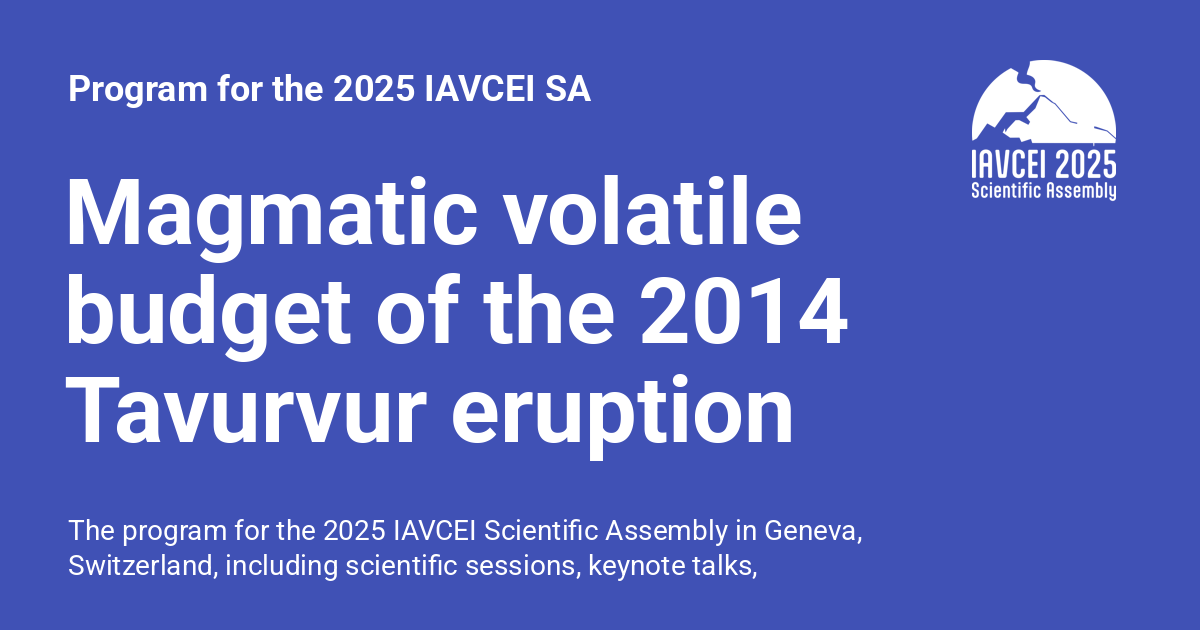 Program for the 2025 IAVCEI SA
IAVCEI 2025
Scientific Assembly
Magmatic volatile
budget of the 2014
Tavurvur eruption
The program for the 2025 IAVCEI Scientific Assembly in Geneva,
Switzerland, including scientific sessions, keynote talks,